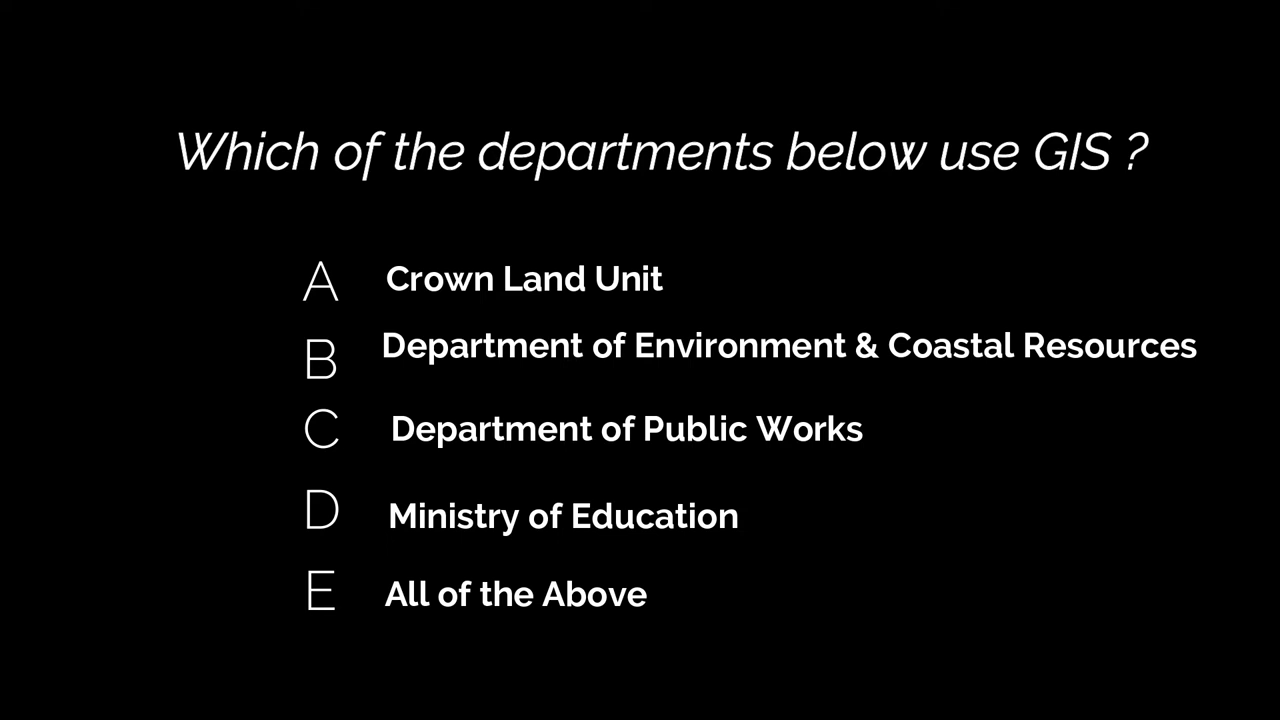 Which of the departments below use GIS ?
A Crown Land Unit
B Department of Environment & Coastal Resources
C Department of Public Works
D Ministry of Education
E All of the Above